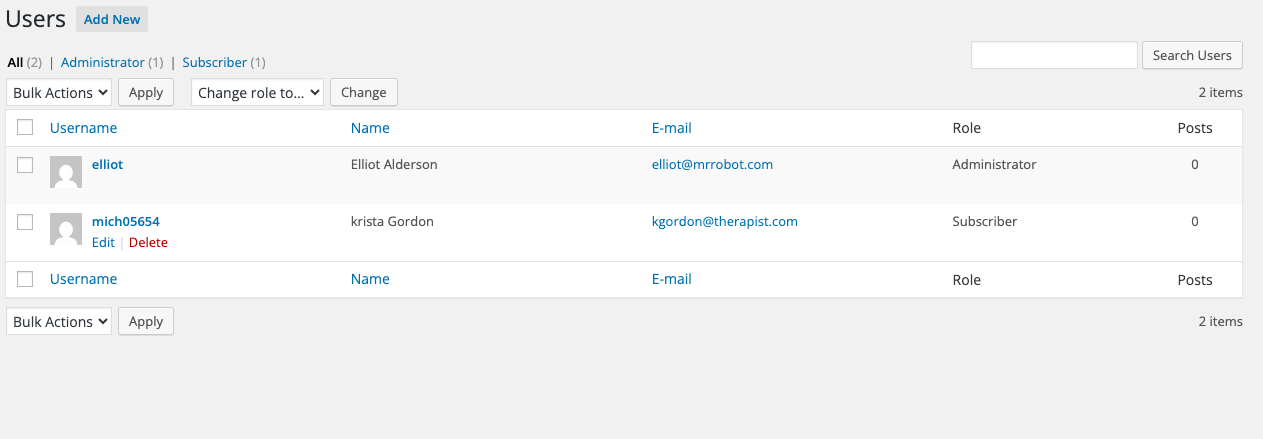 Users Add New
All (2) | Administrator (1) | Subscriber (1) Search Users
Bulk Actions Apply Change role to... Change 2 items
Username Name E-mail Role Posts
elliot Elliot Alderson elliot@mrrobot.com Administrator 0
mich05654 krista Gordon kgordon@therapist.com Subscriber 0
Edit | Delete
Username Name E-mail Role Posts
Bulk Actions Apply 2 items